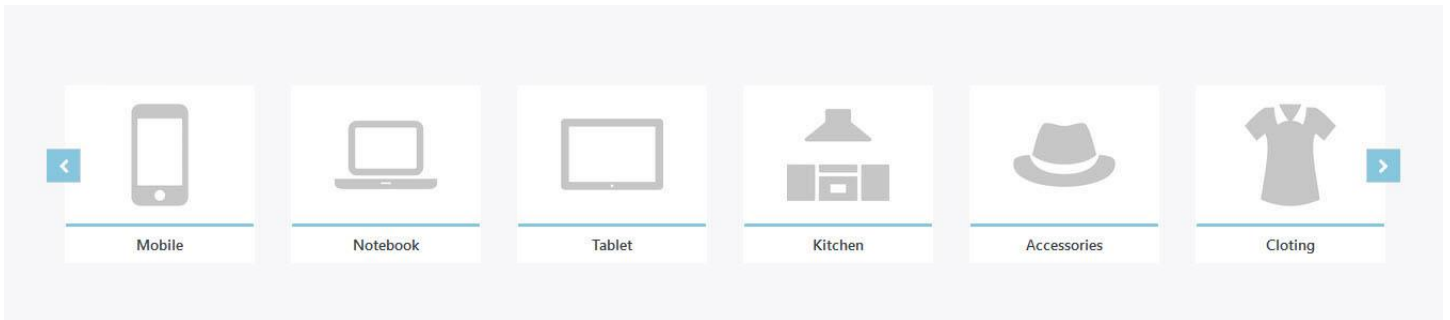 Mobile
Notebook
Tablet
Kitchen
Accessories
Cloting